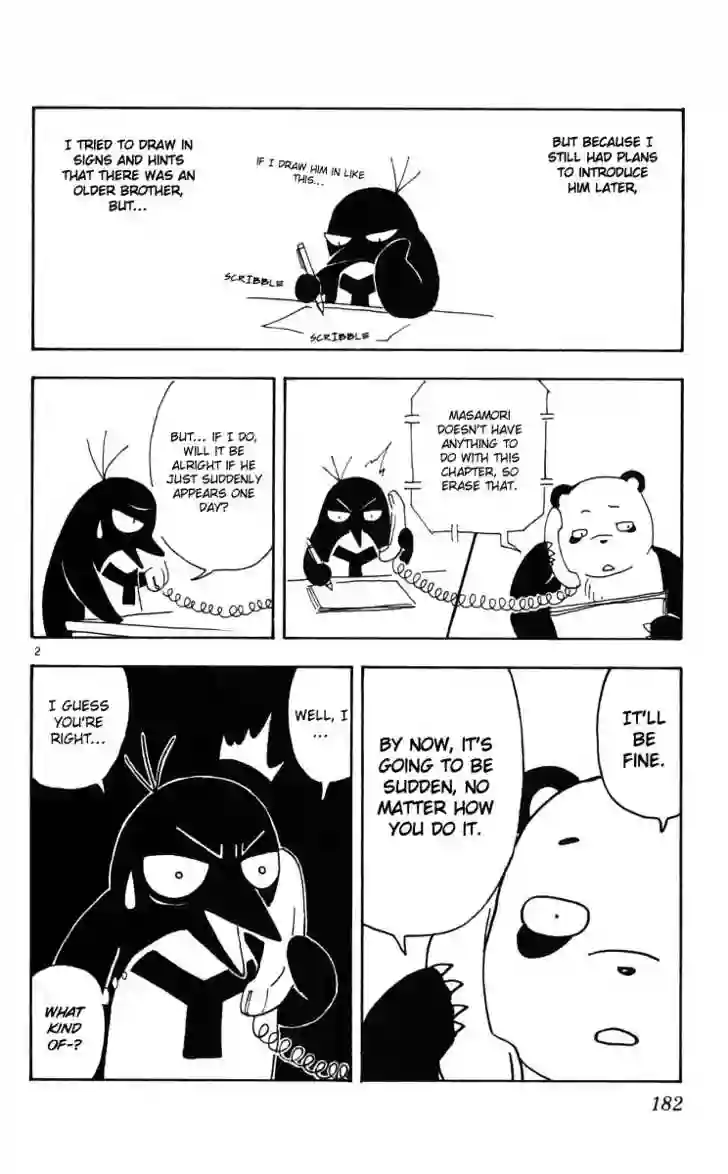 BUT BECAUSE I
STILL HAD PLANS
TO INTRODUCE
HIM LATER,
IF I DRAW HIM IN LIKE
THIS...
I TRIED TO DRAW IN
SIGNS AND HINTS
THAT THERE WAS AN
OLDER BROTHER,
BUT...
SCRIBBLE
SCRIBBLE
MASAMORI
DOESN'T HAVE
ANYTHING TO
DO WITH THIS
CHAPTER, SO
ERASE THAT.
BUT... IF I DO,
WILL IT BE
ALRIGHT IF HE
JUST SUDDENLY
APPEARS ONE
DAY?
2
IT'LL
BE
FINE.
BY NOW, IT'S
GOING TO BE
SUDDEN, NO
MATTER HOW
YOU DO IT.
WELL, I
...
I GUESS
YOU'RE
RIGHT...
WHAT
KIND
OF-?
182